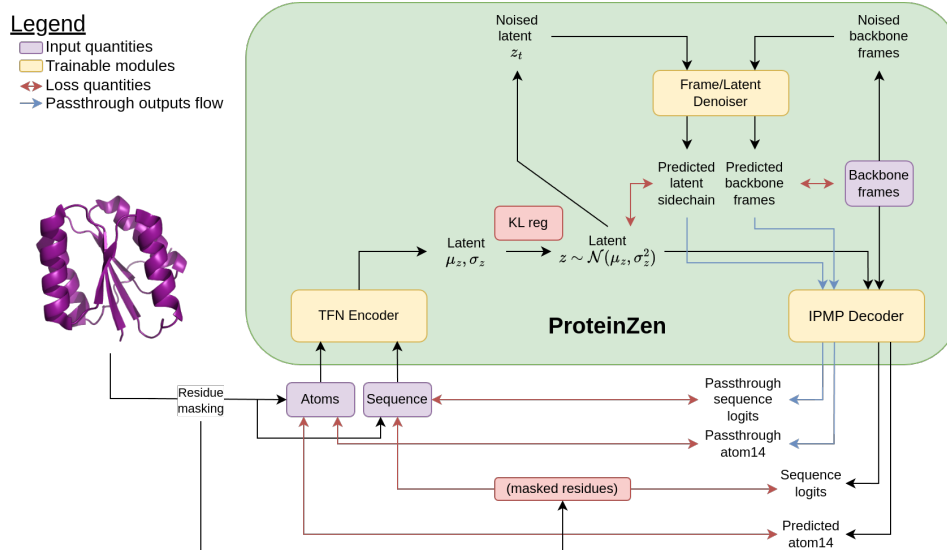 Legend
Input quantities
Trainable modules
Loss quantities
Passthrough outputs flow
Noised
latent
z_t
Noised
backbone
frames
Frame/Latent
Denoiser
Predicted
latent
sidechain
Predicted
backbone
frames
Backbone
frames
KL reg
Latent
μ_z, σ_z
Latent
z ∼ 𝒩(μ_z, σ_z^2)
TFN Encoder
ProteinZen
IPMP Decoder
Residue
masking
Atoms
Sequence
Passthrough
sequence
logits
Passthrough
atom14
(masked residues)
Sequence
logits
Predicted
atom14